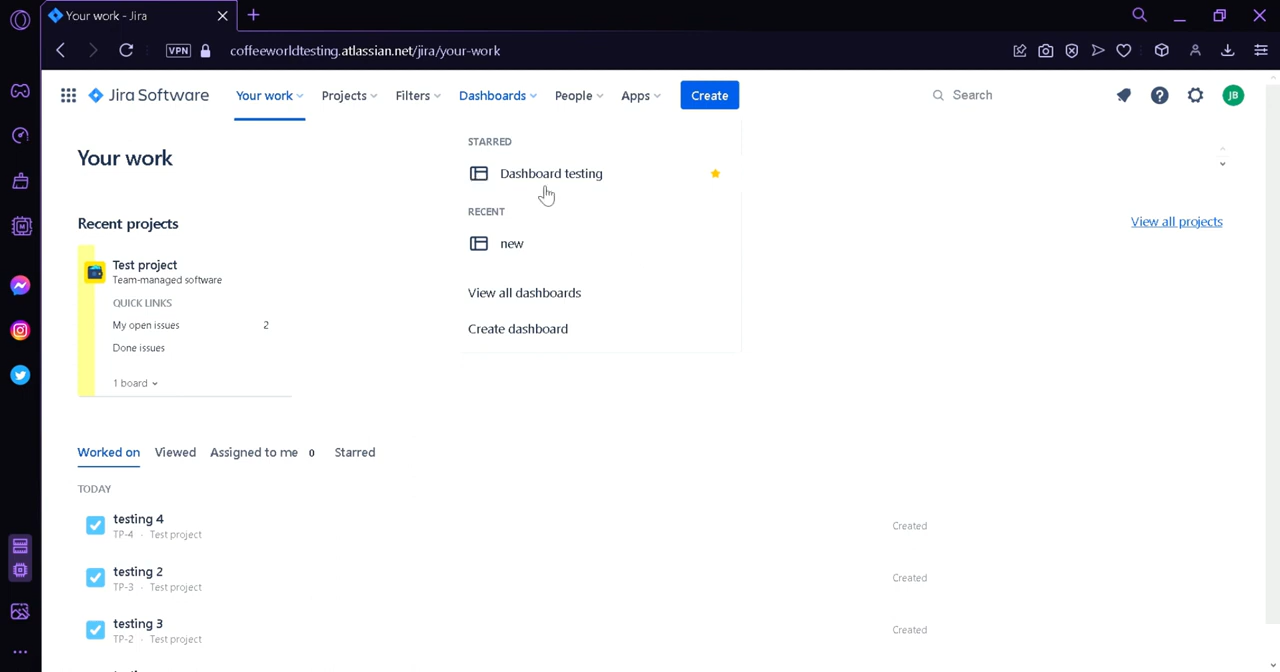 Your work - Jira
VPN
coffeeworldtesting.atlassian.net/jira/your-work
Jira Software
Your work
Projects
Filters
Dashboards
People
Apps
Create
Search
JB
STARRED
Dashboard testing
RECENT
new
View all dashboards
Create dashboard
Your work
Recent projects
View all projects
Test project
Team-managed software
QUICK LINKS
My open issues 2
Done issues
1 board
Worked on
Viewed
Assigned to me 0
Starred
TODAY
testing 4
TP-4 · Test project
Created
testing 2
TP-3 · Test project
Created
testing 3
TP-2 · Test project
Created